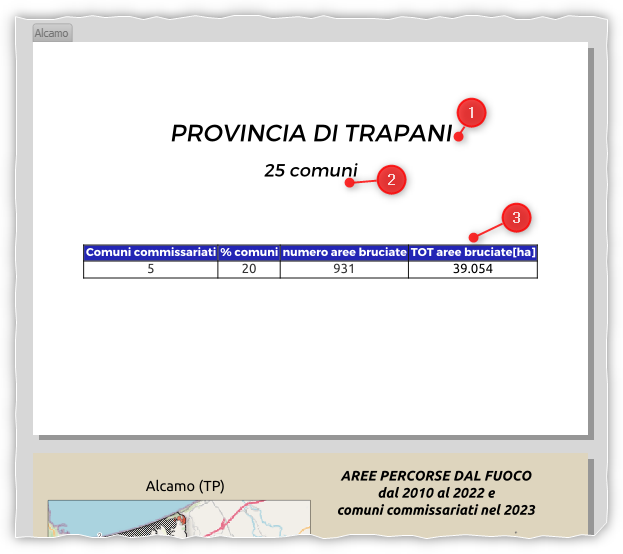 Alcamo
PROVINCIA DI TRAPANI
1
25 comuni
2
3
Comuni commissariati % comuni numero aree bruciate TOT aree bruciate[ha]
5 20 931 39.054
Alcamo (TP)
AREE PERCORSE DAL FUOCO
dal 2010 al 2022 e
comuni commissariati nel 2023